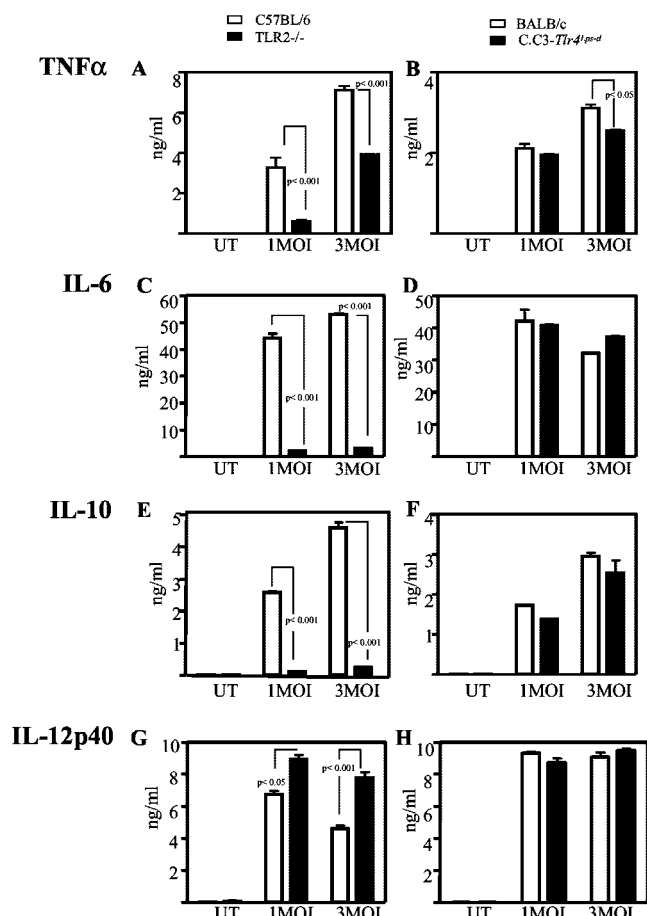 C57BL/6
TLR2-/-
BALB/c
C.C3-Tlr4lps-d
TNFα
A
B
ng/ml
8
6
4
2
p< 0.001
p< 0.001
UT
1MOI
3MOI
ng/ml
4
2
p< 0.05
UT
1MOI
3MOI
IL-6
C
D
ng/ml
60
50
40
30
20
10
p< 0.001
p< 0.001
UT
1MOI
3MOI
ng/ml
50
40
30
20
10
UT
1MOI
3MOI
IL-10
E
F
ng/ml
5
4
3
2
1
p< 0.001
p< 0.001
UT
1MOI
3MOI
ng/ml
4
3
2
1
UT
1MOI
3MOI
IL-12p40
G
H
ng/ml
10
8
6
4
2
p< 0.05
p< 0.001
UT
1MOI
3MOI
ng/ml
10
8
6
4
2
UT
1MOI
3MOI